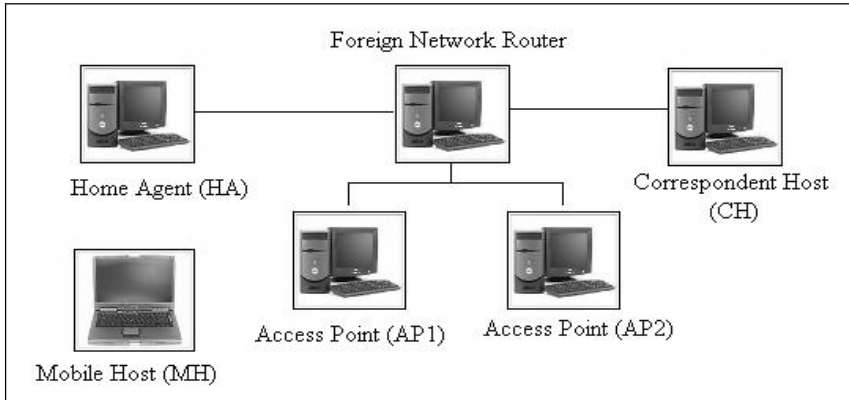 Foreign Network Router
Home Agent (HA)
Correspondent Host
(CH)
Access Point (AP1)
Access Point (AP2)
Mobile Host (MH)